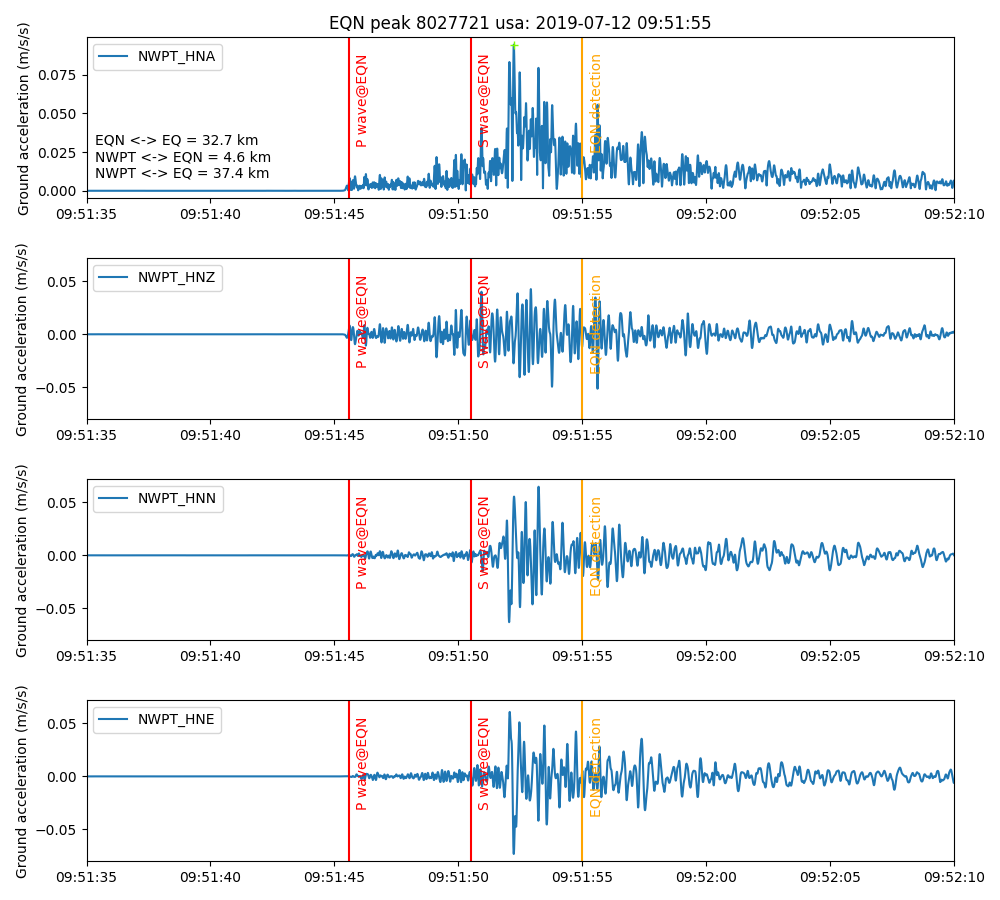 EQN peak 8027721 usa: 2019-07-12 09:51:55
Ground acceleration (m/s/s)
0.075
0.050
0.025
0.000
NWPT_HNA
P wave@EQN
S wave@EQN
EQN detection
EQN <-> EQ = 32.7 km
NWPT <-> EQN = 4.6 km
NWPT <-> EQ = 37.4 km
09:51:35 09:51:40 09:51:45 09:51:50 09:51:55 09:52:00 09:52:05 09:52:10
Ground acceleration (m/s/s)
0.05
0.00
−0.05
NWPT_HNZ
P wave@EQN
S wave@EQN
EQN detection
09:51:35 09:51:40 09:51:45 09:51:50 09:51:55 09:52:00 09:52:05 09:52:10
Ground acceleration (m/s/s)
0.05
0.00
−0.05
NWPT_HNN
P wave@EQN
S wave@EQN
EQN detection
09:51:35 09:51:40 09:51:45 09:51:50 09:51:55 09:52:00 09:52:05 09:52:10
Ground acceleration (m/s/s)
0.05
0.00
−0.05
NWPT_HNE
P wave@EQN
S wave@EQN
EQN detection
09:51:35 09:51:40 09:51:45 09:51:50 09:51:55 09:52:00 09:52:05 09:52:10